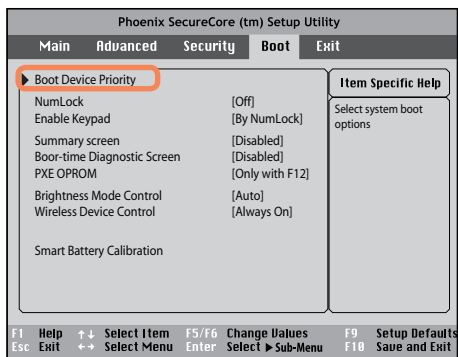 Phoenix SecureCore (tm) Setup Utility
Main Advanced Security Boot Exit
▶ Boot Device Priority
NumLock [Off]
Enable Keypad [By NumLock]
Summary screen [Disabled]
Boor-time Diagnostic Screen [Disabled]
PXE OPROM [Only with F12]
Brightness Mode Control [Auto]
Wireless Device Control [Always On]
Smart Battery Calibration
Item Specific Help
Select system boot
options
F1 Help ↑↓ Select Item F5/F6 Change Values F9 Setup Defaults
Esc Exit ←→ Select Menu Enter Select ▶ Sub-Menu F10 Save and Exit